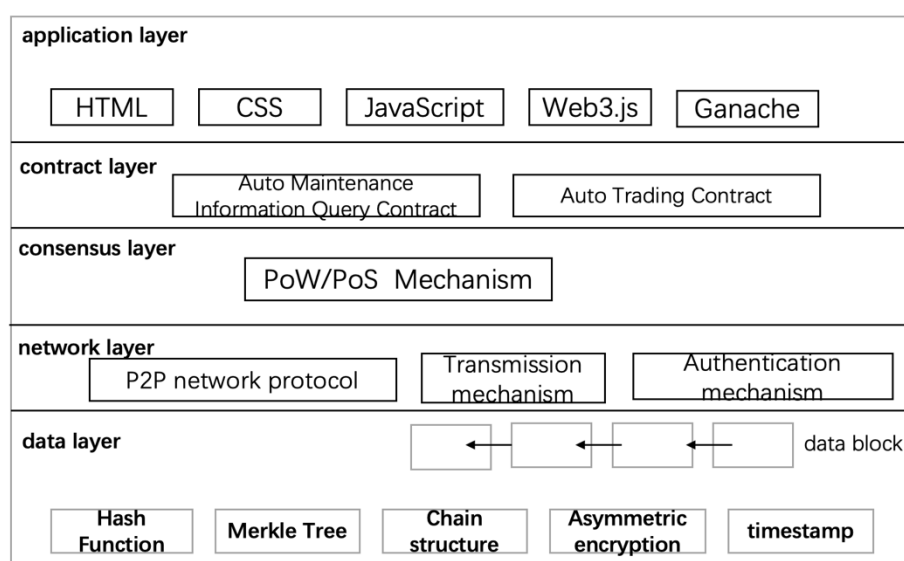 application layer
HTML CSS JavaScript Web3.js Ganache
contract layer
Auto Maintenance
Information Query Contract
Auto Trading Contract
consensus layer
PoW/PoS Mechanism
network layer
P2P network protocol
Transmission
mechanism
Authentication
mechanism
data layer
data block
Hash
Function
Merkle Tree
Chain
structure
Asymmetric
encryption
timestamp